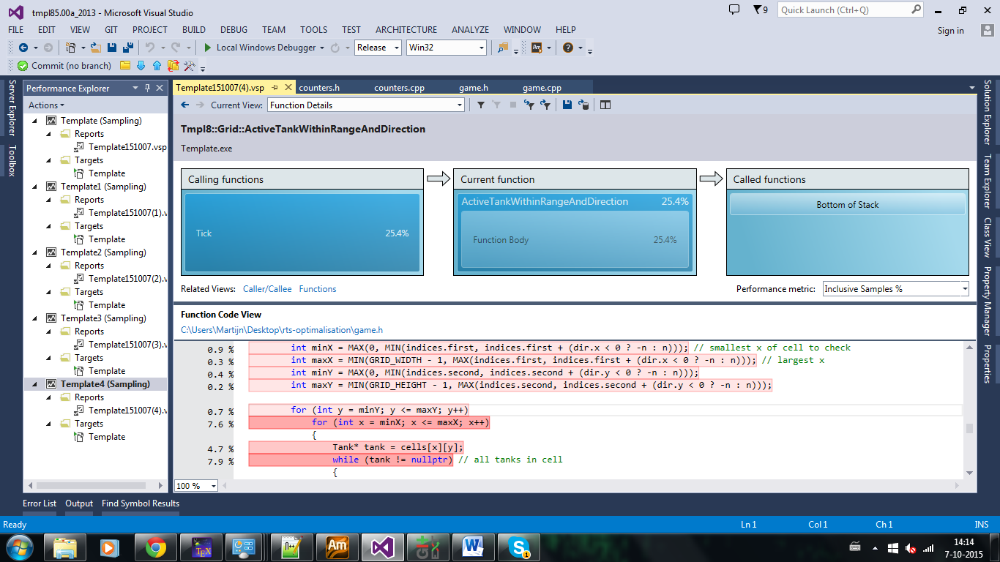 tmpl85.00a_2013 - Microsoft Visual Studio
9
Quick Launch (Ctrl+Q)
FILE EDIT VIEW GIT PROJECT BUILD DEBUG TEAM TOOLS TEST ARCHITECTURE ANALYZE WINDOW HELP
Sign in
Local Windows Debugger Release Win32 Am
Commit (no branch)
Server Explorer
Toolbox
Performance Explorer
Actions
Template (Sampling)
Reports
Template151007.vsp
Targets
Template
Template1 (Sampling)
Reports
Template151007(1).v
Targets
Template
Template2 (Sampling)
Reports
Template151007(2).v
Targets
Template
Template3 (Sampling)
Reports
Template151007(3).v
Targets
Template
Template4 (Sampling)
Reports
Template151007(4).v
Targets
Template
Template151007(4).vsp counters.h counters.cpp game.h game.cpp
Current View: Function Details
Tmpl8::Grid::ActiveTankWithinRangeAndDirection
Template.exe
Calling functions
Tick 25.4%
Current function
ActiveTankWithinRangeAndDirection 25.4%
Function Body 25.4%
Called functions
Bottom of Stack
Related Views: Caller/Callee Functions
Performance metric: Inclusive Samples %
Function Code View
C:\Users\Martijn\Desktop\rts-optimalisation\game.h
0.9 % int minX = MAX(0, MIN(indices.first, indices.first + (dir.x < 0 ? -n : n))); // smallest x of cell to check
0.3 % int maxX = MIN(GRID_WIDTH - 1, MAX(indices.first, indices.first + (dir.x < 0 ? -n : n))); // largest x
0.4 % int minY = MAX(0, MIN(indices.second, indices.second + (dir.y < 0 ? -n : n)));
0.2 % int maxY = MIN(GRID_HEIGHT - 1, MAX(indices.second, indices.second + (dir.y < 0 ? -n : n)));
0.7 % for (int y = minY; y <= maxY; y++)
7.6 % for (int x = minX; x <= maxX; x++)
{
4.7 % Tank* tank = cells[x][y];
7.9 % while (tank != nullptr) // all tanks in cell
{
100 %
Solution Explorer
Team Explorer
Class View
Property Manager
Properties
Error List Output Find Symbol Results
Ready Ln 1 Col 1 Ch 1 INS
14:14
7-10-2015